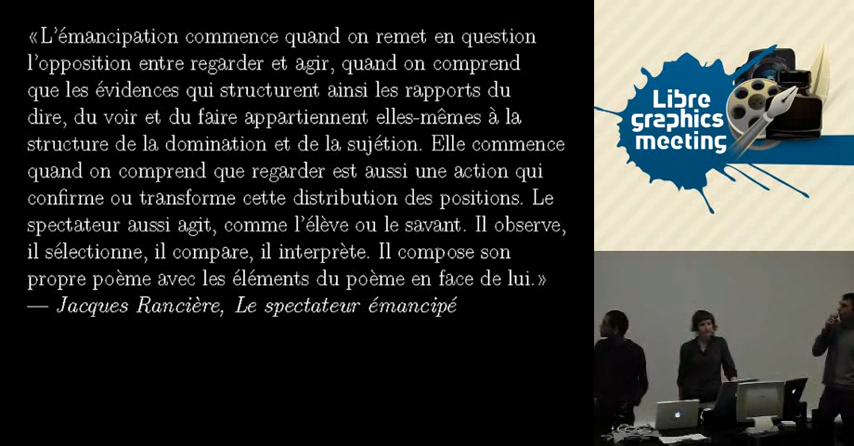 «L'émancipation commence quand on remet en question
l'opposition entre regarder et agir, quand on comprend
que les évidences qui structurent ainsi les rapports du
dire, du voir et du faire appartiennent elles-mêmes à la
structure de la domination et de la sujétion. Elle commence
quand on comprend que regarder est aussi une action qui
confirme ou transforme cette distribution des positions. Le
spectateur aussi agit, comme l'élève ou le savant. Il observe,
il sélectionne, il compare, il interprète. Il compose son
propre poème avec les éléments du poème en face de lui.»
— Jacques Rancière, Le spectateur émancipé
Libre
graphics
meeting